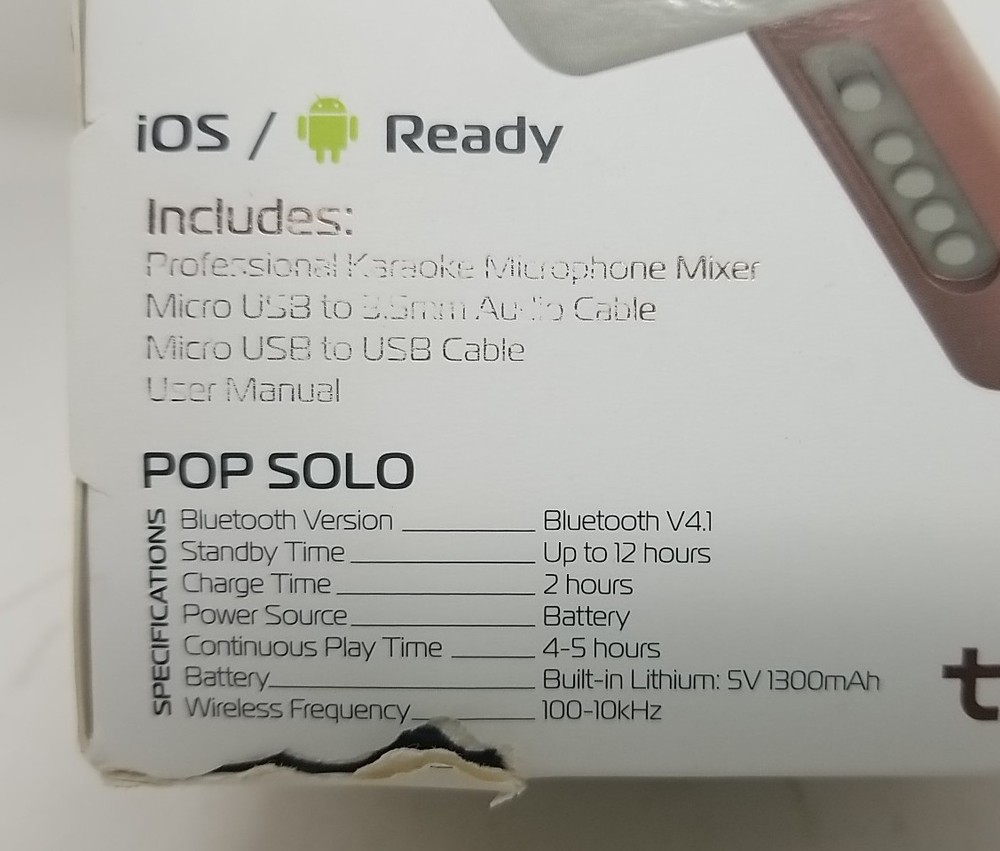 iOS / Ready
Includes:
Professional Karaoke Microphone Mixer
Micro USB to 3.5mm Audio Cable
Micro USB to USB Cable
User Manual
POP SOLO
SPECIFICATIONS
Bluetooth Version Bluetooth V4.1
Standby Time Up to 12 hours
Charge Time 2 hours
Power Source Battery
Continuous Play Time 4-5 hours
Battery Built-in Lithium: 5V 1300mAh
Wireless Frequency 100-10kHz
t